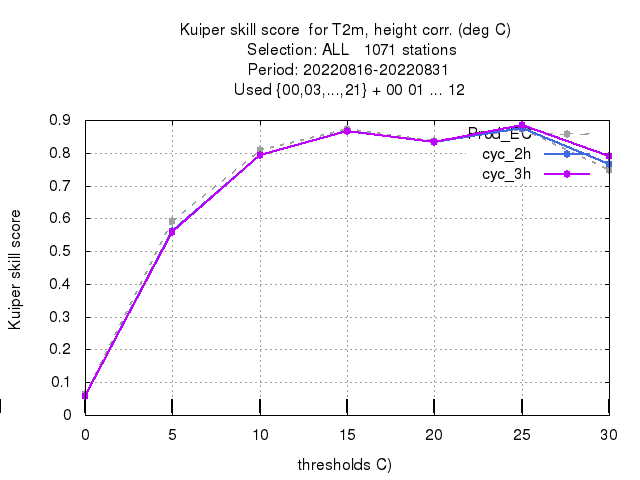 Kuiper skill score  for T2m, height corr. (deg C)
Selection: ALL   1071 stations
Period: 20220816-20220831
Used {00,03,...,21} + 00 01 ... 12
Kuiper skill score
0.9
0.8
0.7
0.6
0.5
0.4
0.3
0.2
0.1
0
Prod_EC
cyc_2h
cyc_3h
0 5 10 15 20 25 30
thresholds C)